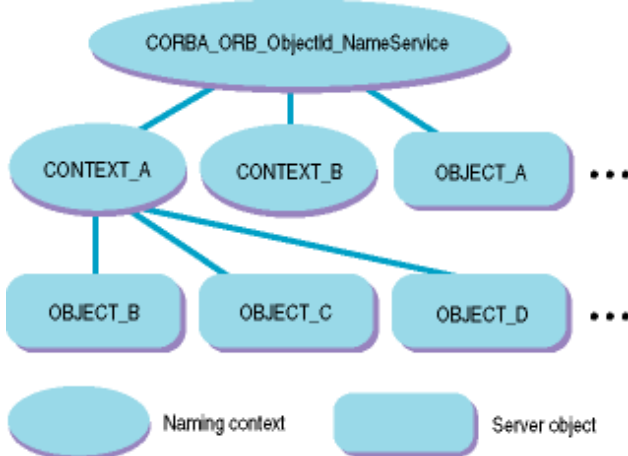 CORBA_ORB_ObjectId_NameService
CONTEXT_A
CONTEXT_B
OBJECT_A
OBJECT_B
OBJECT_C
OBJECT_D
Naming context
Server object